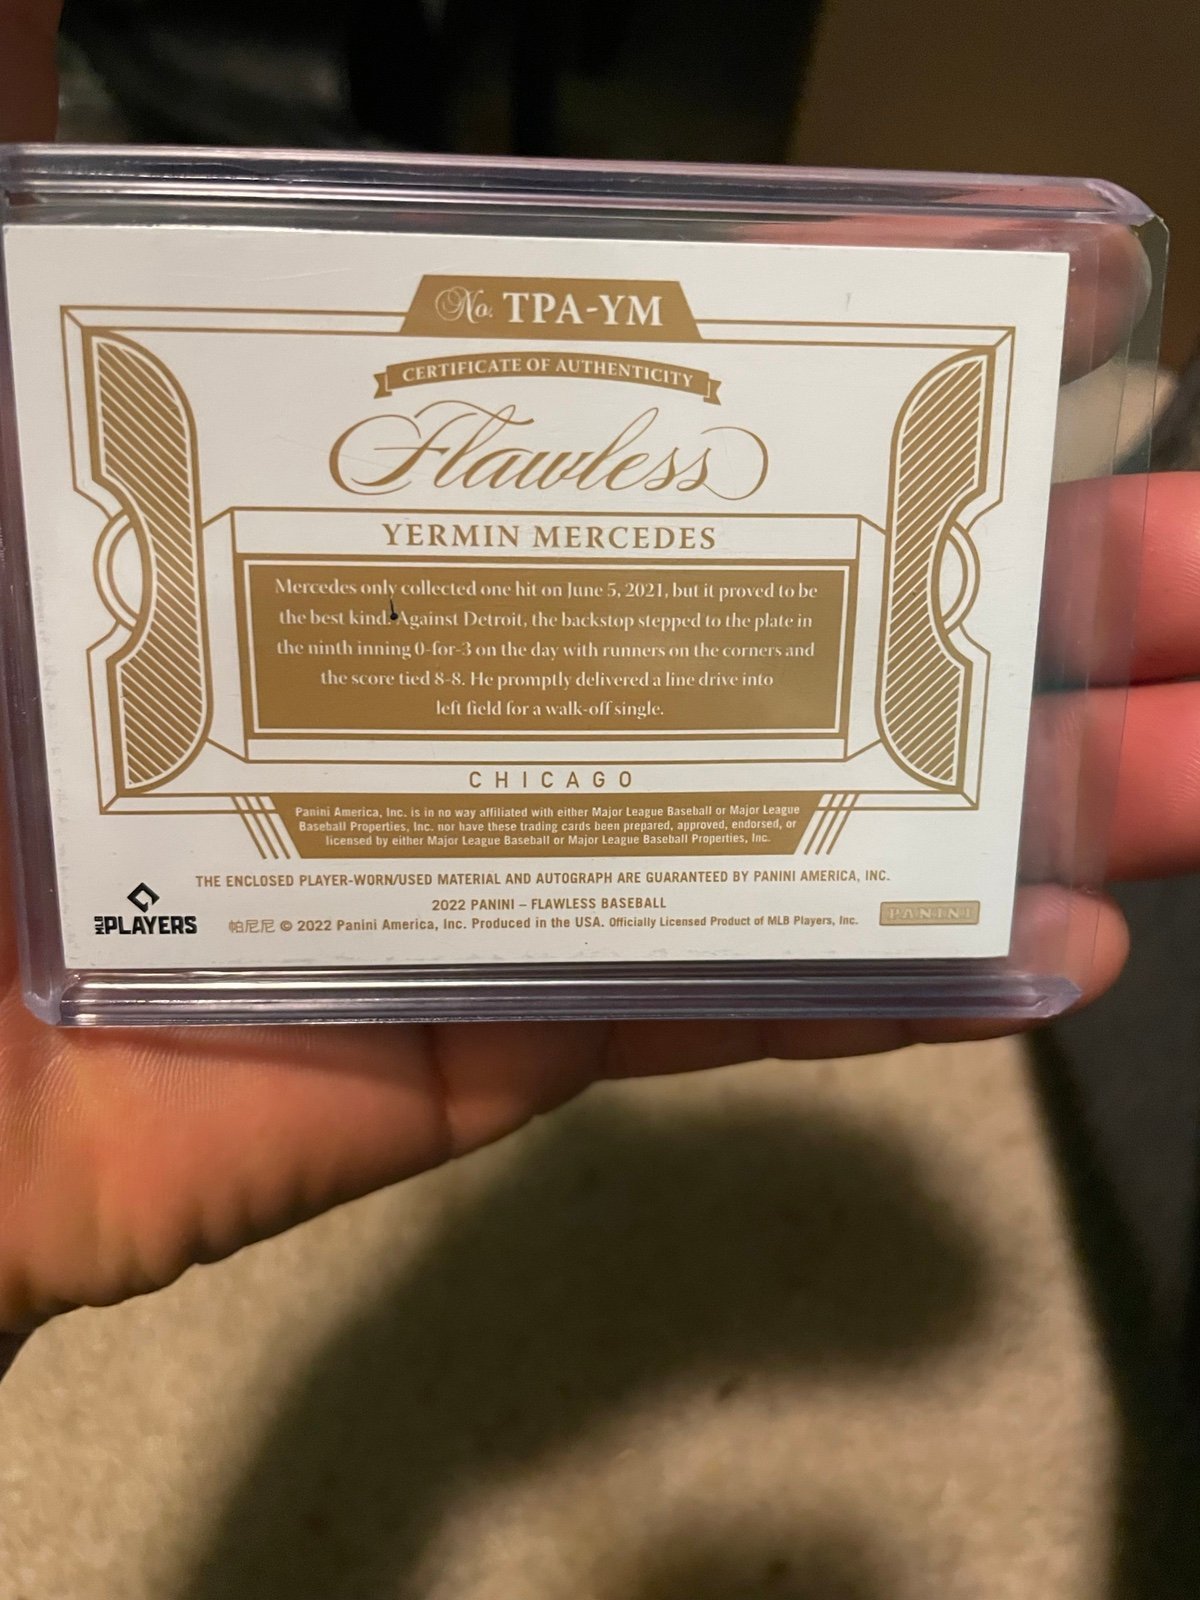 No. TPA-YM
CERTIFICATE OF AUTHENTICITY
Flawless
YERMIN MERCEDES
Mercedes only collected one hit on June 5, 2021, but it proved to be
the best kind. Against Detroit, the backstop stepped to the plate in
the ninth inning 0-for-3 on the day with runners on the corners and
the score tied 8-8. He promptly delivered a line drive into
left field for a walk-off single.
CHICAGO
Panini America, Inc. is in no way affiliated with either Major League Baseball or Major League
Baseball Properties, Inc. nor have these trading cards been prepared, approved, endorsed, or
licensed by either Major League Baseball or Major League Baseball Properties, Inc.
THE ENCLOSED PLAYER-WORN/USED MATERIAL AND AUTOGRAPH ARE GUARANTEED BY PANINI AMERICA, INC.
2022 PANINI – FLAWLESS BASEBALL
MLB PLAYERS
帕尼尼 © 2022 Panini America, Inc. Produced in the USA. Officially Licensed Product of MLB Players, Inc.
PANINI